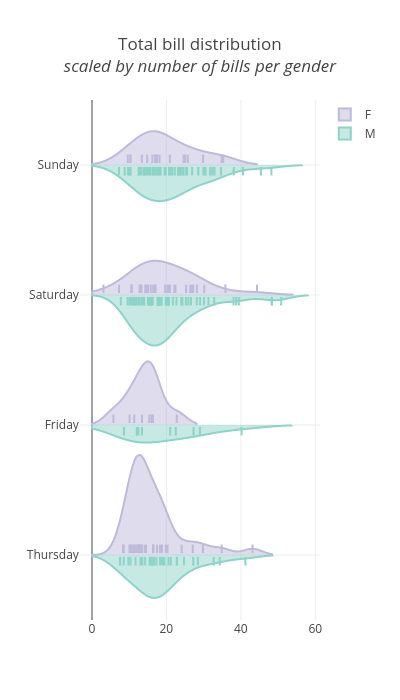 Total bill distribution
scaled by number of bills per gender
F
M
Sunday
Saturday
Friday
Thursday
0
20
40
60